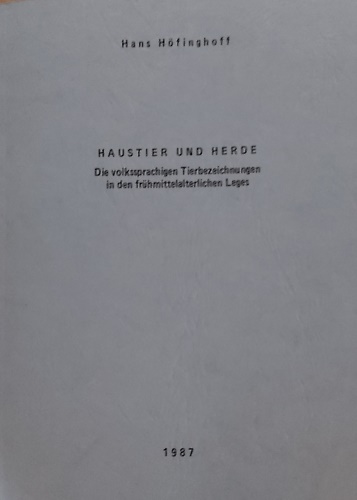 Hans Höfinghoff
HAUSTIER UND HERDE
Die volkssprachigen Tierbezeichnungen
in den frühmittelalterlichen Leges
1987